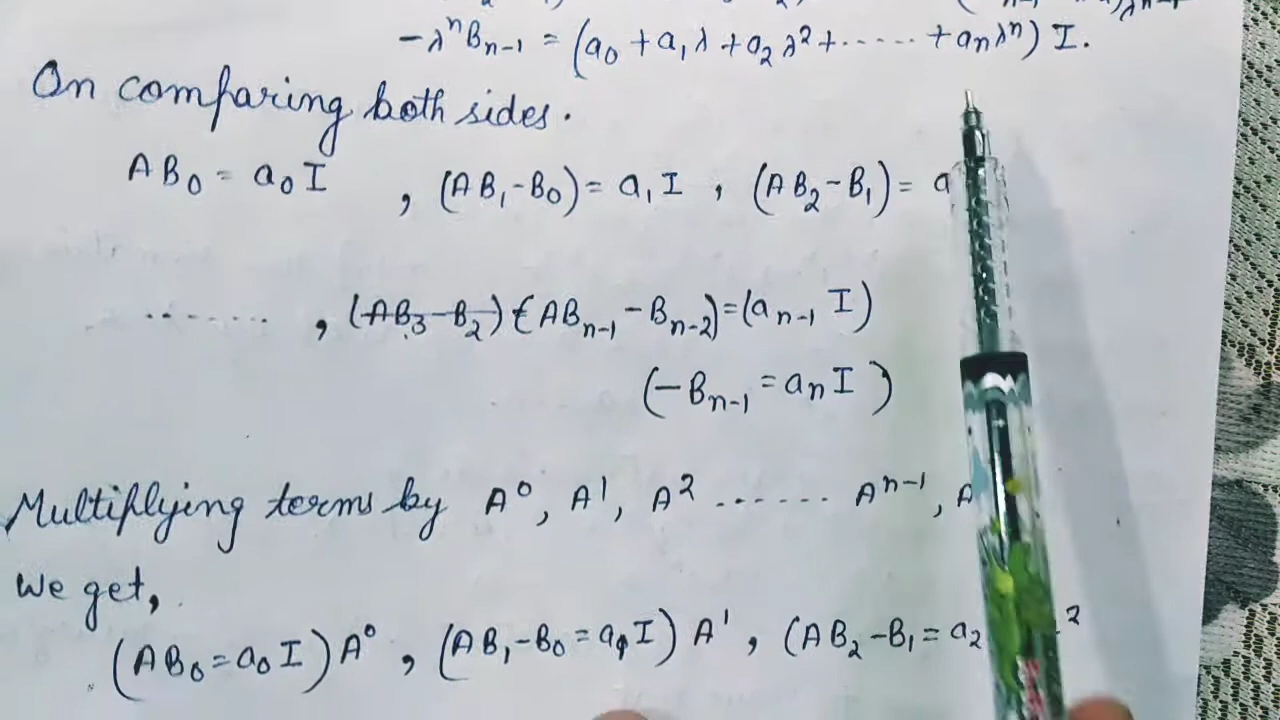 -λⁿBₙ₋₁ = (a₀ + a₁λ + a₂λ² + ...... + aₙλⁿ) I.
On comparing both sides.
AB₀ = a₀I , (AB₁-B₀) = a₁I , (AB₂-B₁) = a
....... , (AB₃-B₂) (ABₙ₋₁ - Bₙ₋₂) = (aₙ₋₁ I)
(-Bₙ₋₁ = aₙI)
Multiplying terms by A⁰, A¹, A² ...... Aⁿ⁻¹, A
We get,
(AB₀ = a₀I) A⁰ , (AB₁-B₀ = a₁I) A¹ , (AB₂-B₁ = a₂ ²